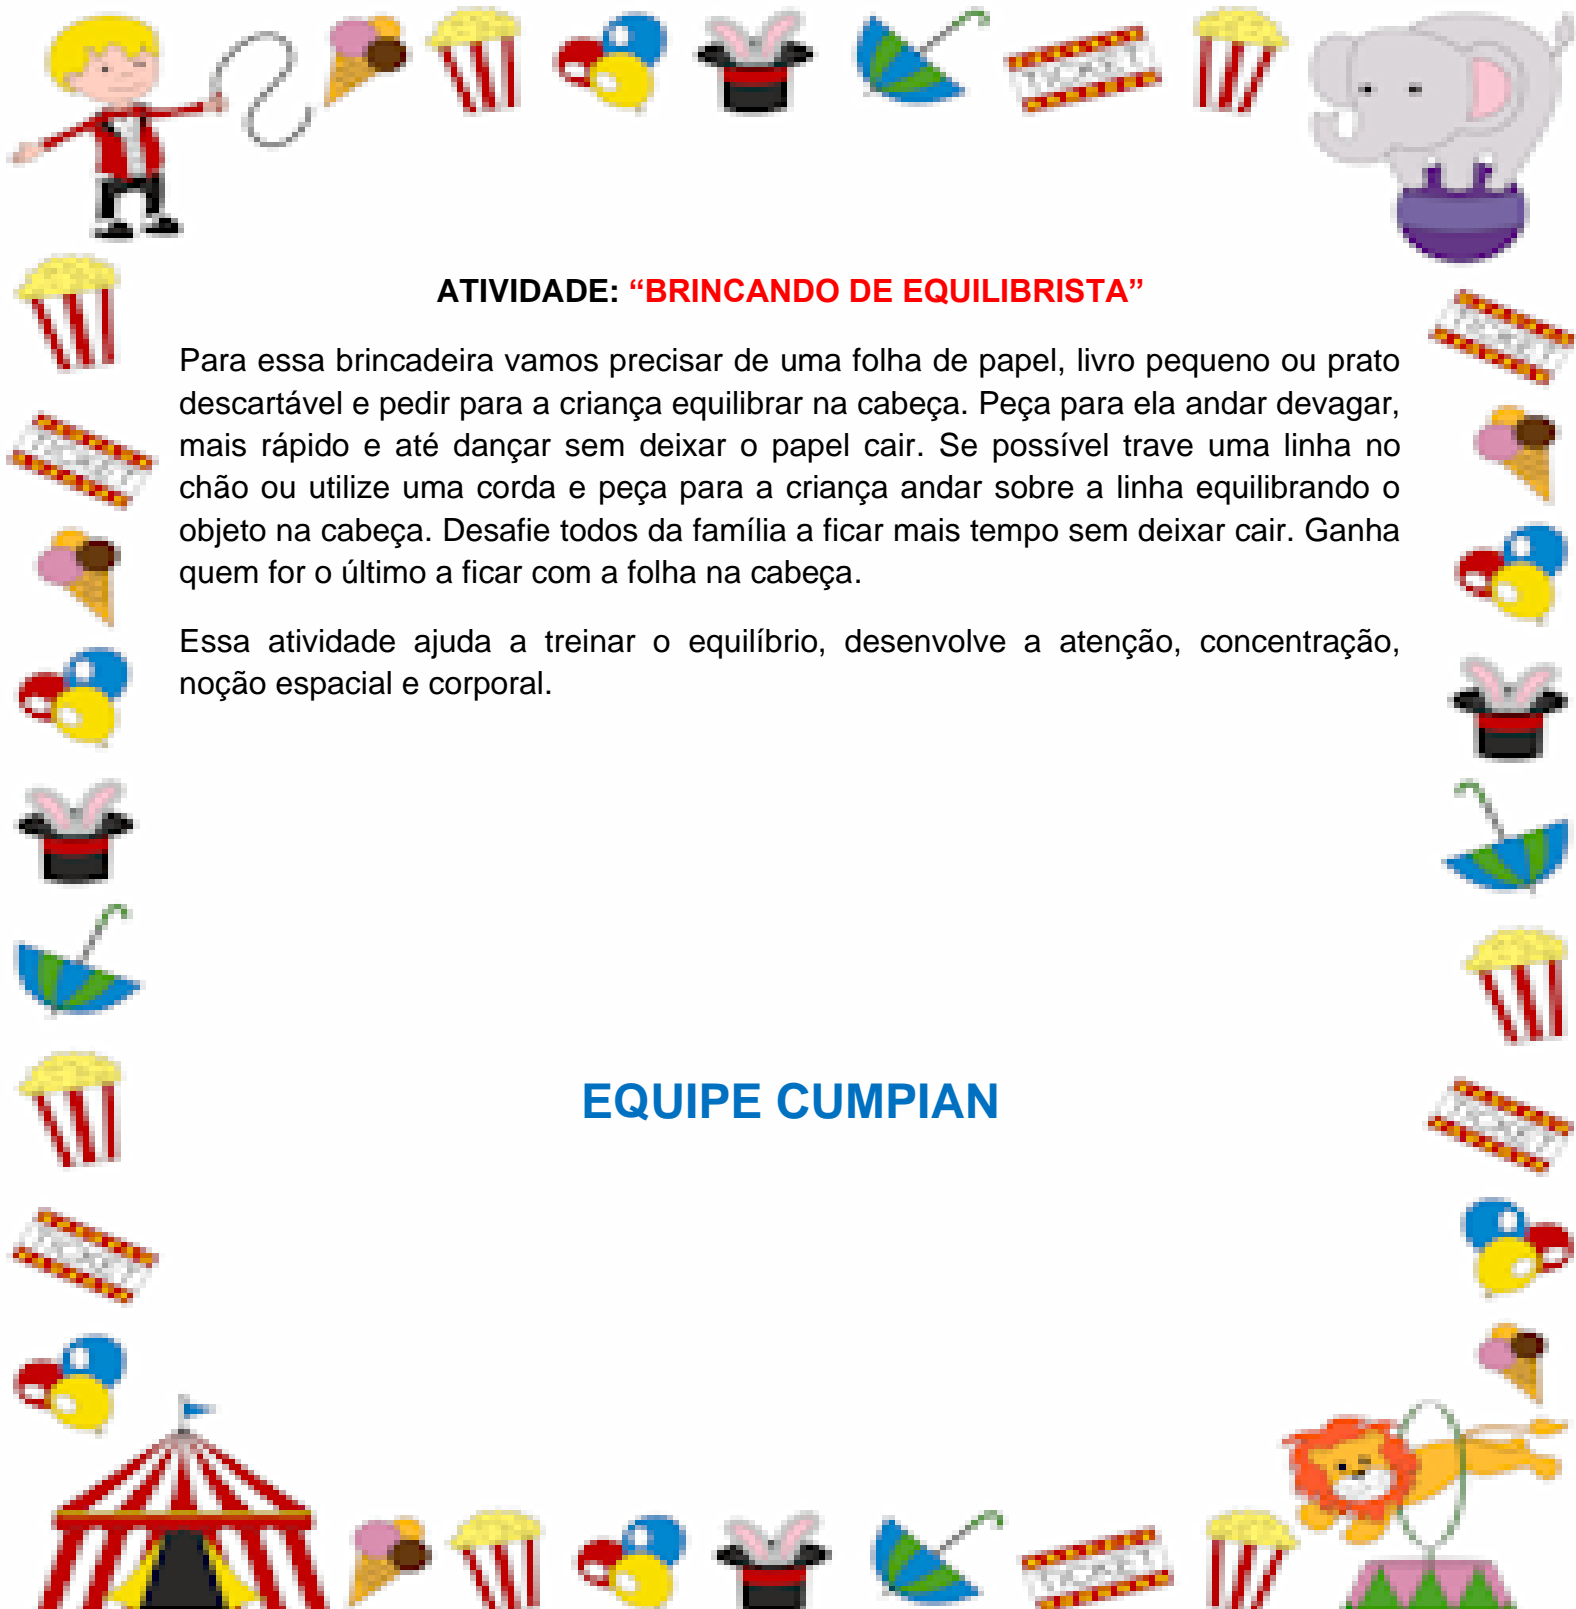 TICKET
ATIVIDADE: “BRINCANDO DE EQUILIBRISTA”
Para essa brincadeira vamos precisar de uma folha de papel, livro pequeno ou prato
descartável e pedir para a criança equilibrar na cabeça. Peça para ela andar devagar,
mais rápido e até dançar sem deixar o papel cair. Se possível trave uma linha no
chão ou utilize uma corda e peça para a criança andar sobre a linha equilibrando o
objeto na cabeça. Desafie todos da família a ficar mais tempo sem deixar cair. Ganha
quem for o último a ficar com a folha na cabeça.
Essa atividade ajuda a treinar o equilíbrio, desenvolve a atenção, concentração,
noção espacial e corporal.
EQUIPE CUMPIAN
TICKET